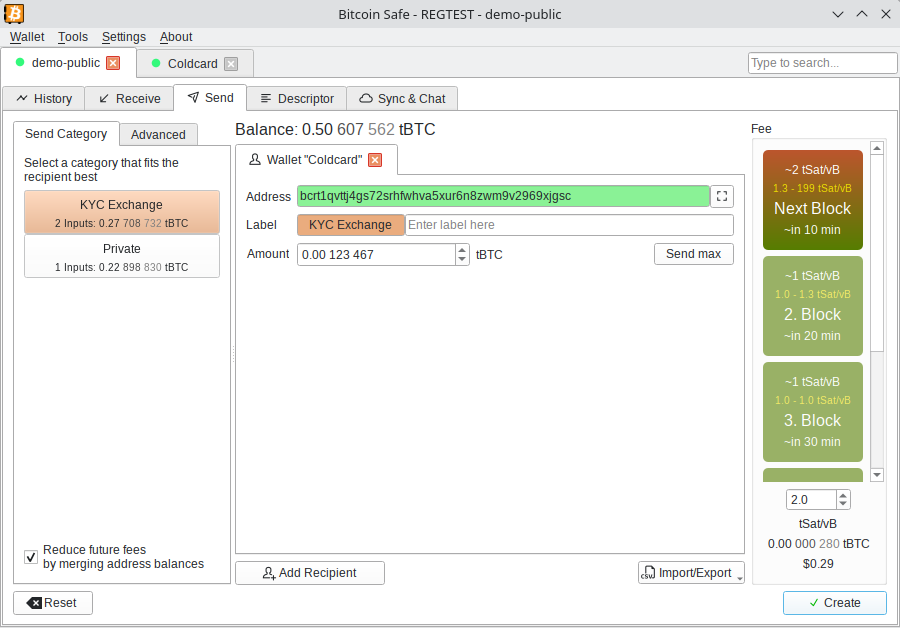 Bitcoin Safe - REGTEST - demo-public
Wallet Tools Settings About
demo-public Coldcard Type to search...
History Receive Send Descriptor Sync & Chat
Send Category Advanced
Select a category that fits the
recipient best
KYC Exchange
2 Inputs: 0.27 708 732 tBTC
Private
1 Inputs: 0.22 898 830 tBTC
Reduce future fees
by merging address balances
Reset
Balance: 0.50 607 562 tBTC
Wallet "Coldcard"
Address bcrt1qvttj4gs72srhfwhva5xur6n8zwm9v2969xjgsc
Label KYC Exchange Enter label here
Amount 0.00 123 467 tBTC Send max
Add Recipient CSV Import/Export
Fee
~2 tSat/vB
1.3 - 199 tSat/vB
Next Block
~in 10 min
~1 tSat/vB
1.0 - 1.3 tSat/vB
2. Block
~in 20 min
~1 tSat/vB
1.0 - 1.0 tSat/vB
3. Block
~in 30 min
2.0
tSat/vB
0.00 000 280 tBTC
$0.29
Create